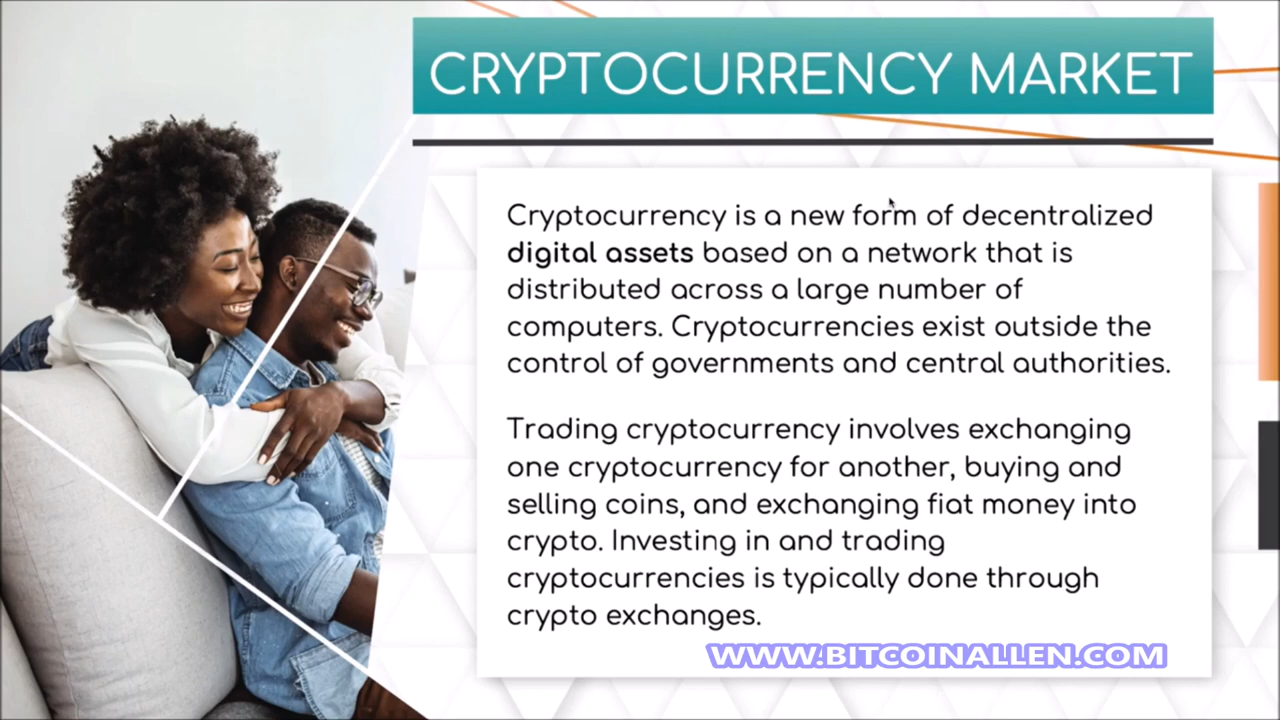 CRYPTOCURRENCY MARKET
Cryptocurrency is a new form of decentralized
digital assets based on a network that is
distributed across a large number of
computers. Cryptocurrencies exist outside the
control of governments and central authorities.
Trading cryptocurrency involves exchanging
one cryptocurrency for another, buying and
selling coins, and exchanging fiat money into
crypto. Investing in and trading
cryptocurrencies is typically done through
crypto exchanges.
WWW.BITCOINALLEN.COM